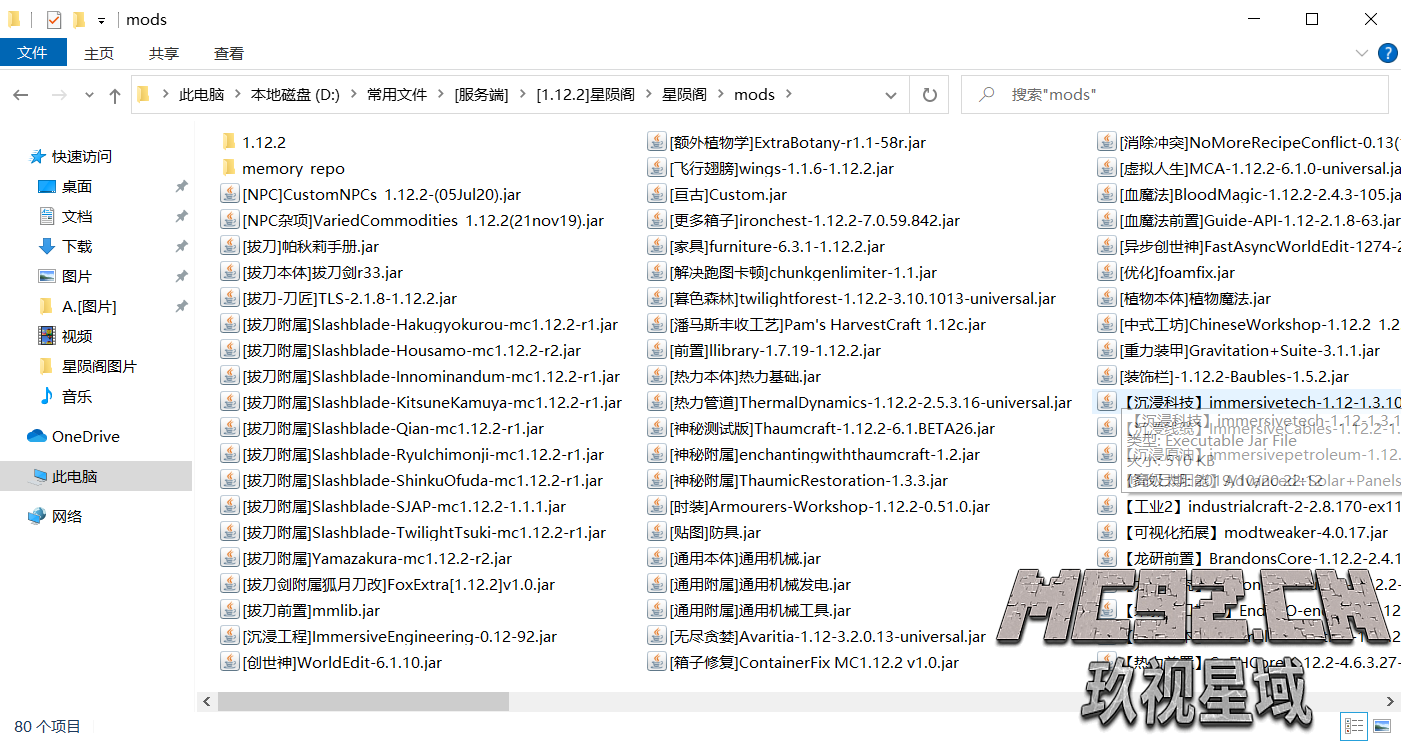 mods
文件 主页 共享 查看
此电脑 本地磁盘 (D:) 常用文件 [服务端] [1.12.2]星陨阁 星陨阁 mods
搜索"mods"
快速访问
桌面
文档
下载
图片
A.[图片]
视频
星陨阁图片
音乐
OneDrive
此电脑
网络
1.12.2
memory_repo
[NPC]CustomNPCs_1.12.2-(05Jul20).jar
[NPC杂项]VariedCommodities_1.12.2(21nov19).jar
[拔刀]帕秋莉手册.jar
[拔刀本体]拔刀剑r33.jar
[拔刀-刀匠]TLS-2.1.8-1.12.2.jar
[拔刀附属]Slashblade-Hakugyokurou-mc1.12.2-r1.jar
[拔刀附属]Slashblade-Housamo-mc1.12.2-r2.jar
[拔刀附属]Slashblade-Innominandum-mc1.12.2-r1.jar
[拔刀附属]Slashblade-KitsuneKamuya-mc1.12.2-r1.jar
[拔刀附属]Slashblade-Qian-mc1.12.2-r1.jar
[拔刀附属]Slashblade-RyuIchimonji-mc1.12.2-r1.jar
[拔刀附属]Slashblade-ShinkuOfuda-mc1.12.2-r1.jar
[拔刀附属]Slashblade-SJAP-mc1.12.2-1.1.1.jar
[拔刀附属]Slashblade-TwilightTsuki-mc1.12.2-r1.jar
[拔刀附属]Yamazakura-mc1.12.2-r2.jar
[拔刀剑附属狐月刀改]FoxExtra[1.12.2]v1.0.jar
[拔刀前置]mmlib.jar
[沉浸工程]ImmersiveEngineering-0.12-92.jar
[创世神]WorldEdit-6.1.10.jar
[额外植物学]ExtraBotany-r1.1-58r.jar
[飞行翅膀]wings-1.1.6-1.12.2.jar
[亘古]Custom.jar
[更多箱子]ironchest-1.12.2-7.0.59.842.jar
[家具]furniture-6.3.1-1.12.2.jar
[解决跑图卡顿]chunkgenlimiter-1.1.jar
[暮色森林]twilightforest-1.12.2-3.10.1013-universal.jar
[潘马斯丰收工艺]Pam's HarvestCraft 1.12c.jar
[前置]llibrary-1.7.19-1.12.2.jar
[热力本体]热力基础.jar
[热力管道]ThermalDynamics-1.12.2-2.5.3.16-universal.jar
[神秘测试版]Thaumcraft-1.12.2-6.1.BETA26.jar
[神秘附属]enchantingwiththaumcraft-1.2.jar
[神秘附属]ThaumicRestoration-1.3.3.jar
[时装]Armourers-Workshop-1.12.2-0.51.0.jar
[贴图]防具.jar
[通用本体]通用机械.jar
[通用附属]通用机械发电.jar
[通用附属]通用机械工具.jar
[无尽贪婪]Avaritia-1.12-3.2.0.13-universal.jar
[箱子修复]ContainerFix MC1.12.2 v1.0.jar
[消除冲突]NoMoreRecipeConflict-0.13(
[虚拟人生]MCA-1.12.2-6.1.0-universal.ja
[血魔法]BloodMagic-1.12.2-2.4.3-105.ja
[血魔法前置]Guide-API-1.12-2.1.8-63.jar
[异步创世神]FastAsyncWorldEdit-1274-2
[优化]foamfix.jar
[植物本体]植物魔法.jar
[中式工坊]ChineseWorkshop-1.12.2_1.2
[重力装甲]Gravitation+Suite-3.1.1.jar
[装饰栏]-1.12.2-Baubles-1.5.2.jar
【沉浸科技】immersivetech-1.12-1.3.10
【沉浸科技】immersivetech-1.12-1.3.1
【沉浸线缆】ImmersiveCables-1.12.2-1.
类型: Executable Jar File
【沉浸原油】immersivepetroleum-1.12.
大小: 510 KB
修改日期: 2019/10/20 22:12
【工业2】industrialcraft-2-2.8.170-ex11
【可视化拓展】modtweaker-4.0.17.jar
【龙研前置】BrandonsCore-1.12.2-2.4.1
MC92.CN
玖视星域
80 个项目